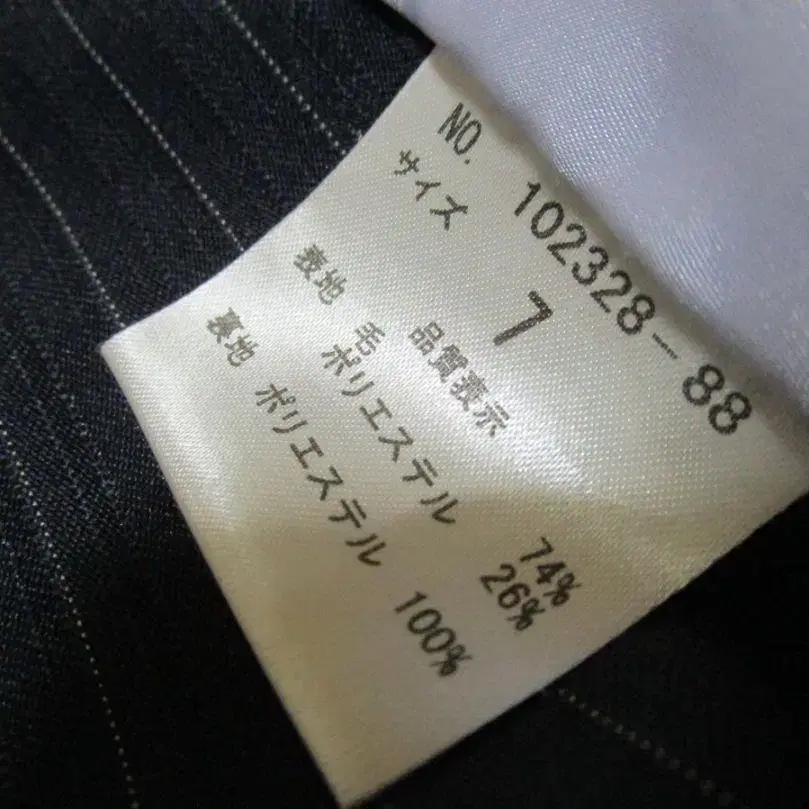 NO. 102328-88
サイズ 7
品質表示
表地 毛 74%
ポリエステル 26%
裏地 ポリエステル 100%